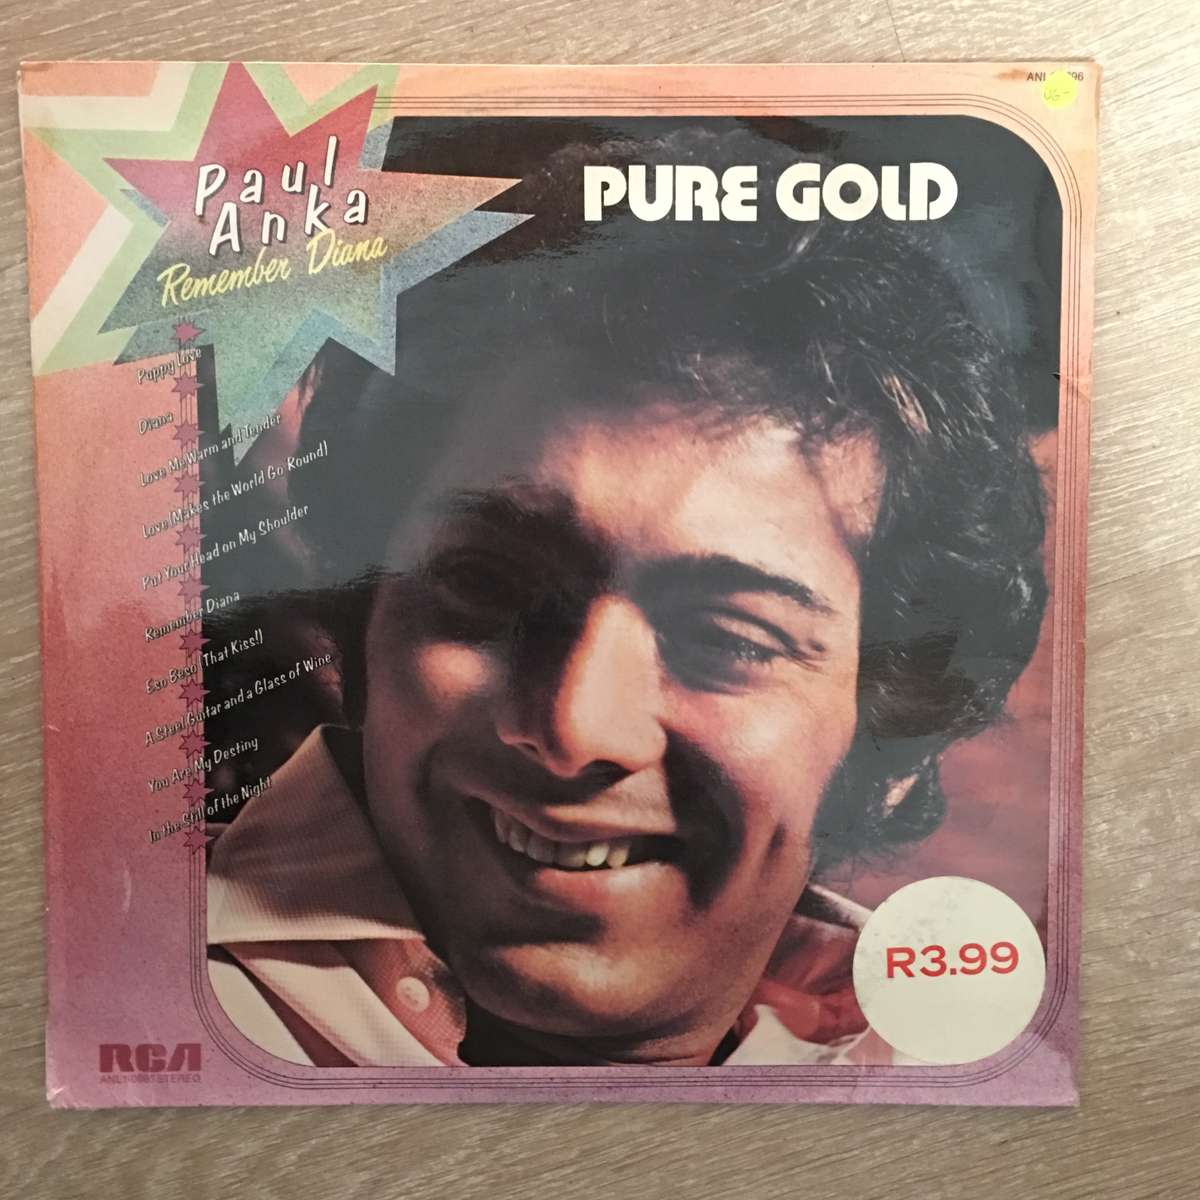 Paul
Anka
Remember Diana
PURE GOLD
Puppy Love
Diana
Love Me Warm and Tender
Love (Makes the World Go Round)
Put Your Head on My Shoulder
Remember Diana
Eso Beso (That Kiss!)
A Steel Guitar and a Glass of Wine
You Are My Destiny
In the Still of the Night
R3.99
RCA
STEREO